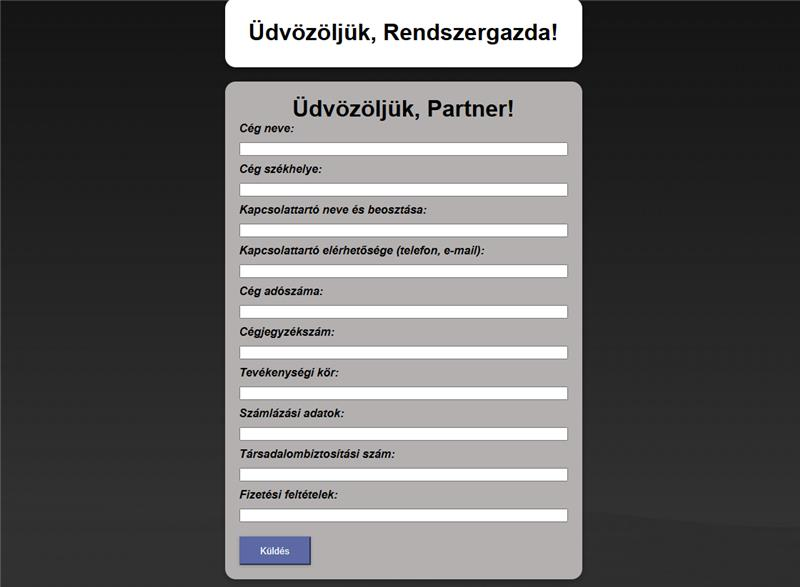 Üdvözöljük, Rendszergazda!
Üdvözöljük, Partner!
Cég neve:
Cég székhelye:
Kapcsolattartó neve és beosztása:
Kapcsolattartó elérhetősége (telefon, e-mail):
Cég adószáma:
Cégjegyzékszám:
Tevékenységi kör:
Számlázási adatok:
Társadalombiztosítási szám:
Fizetési feltételek:
Küldés